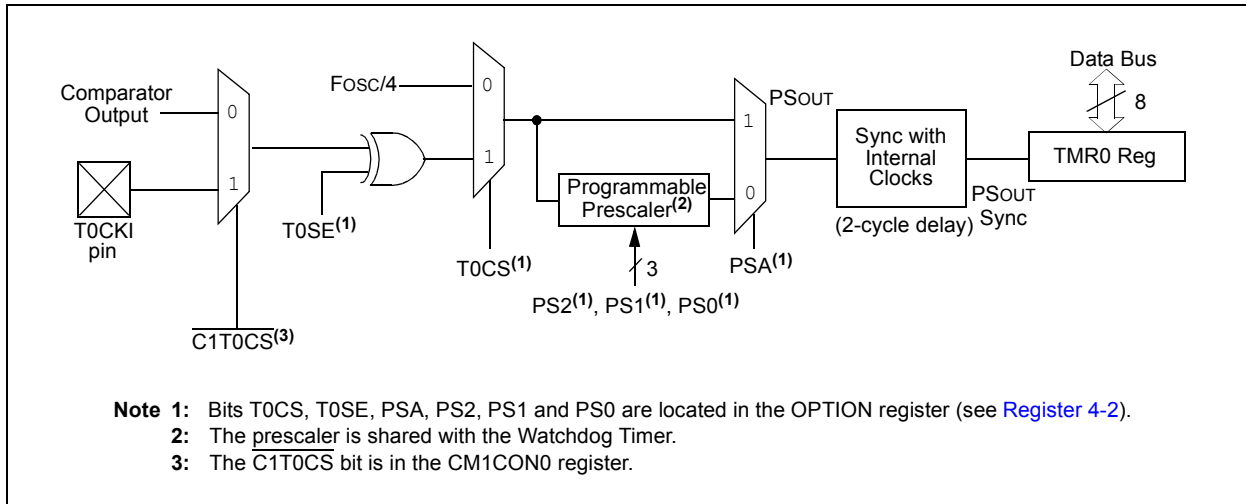 Data Bus
8
FOSC/4
0
1
Comparator
Output
0
1
T0CKI
pin
T0SE(1)
T0CS(1)
C1T0CS(3)
Programmable
Prescaler(2)
3
PS2(1), PS1(1), PS0(1)
PSOUT
1
0
PSA(1)
Sync with
Internal
Clocks
(2-cycle delay)
PSOUT
Sync
TMR0 Reg
Note 1: Bits T0CS, T0SE, PSA, PS2, PS1 and PS0 are located in the OPTION register (see Register 4-2).
2: The prescaler is shared with the Watchdog Timer.
3: The C1T0CS bit is in the CM1CON0 register.